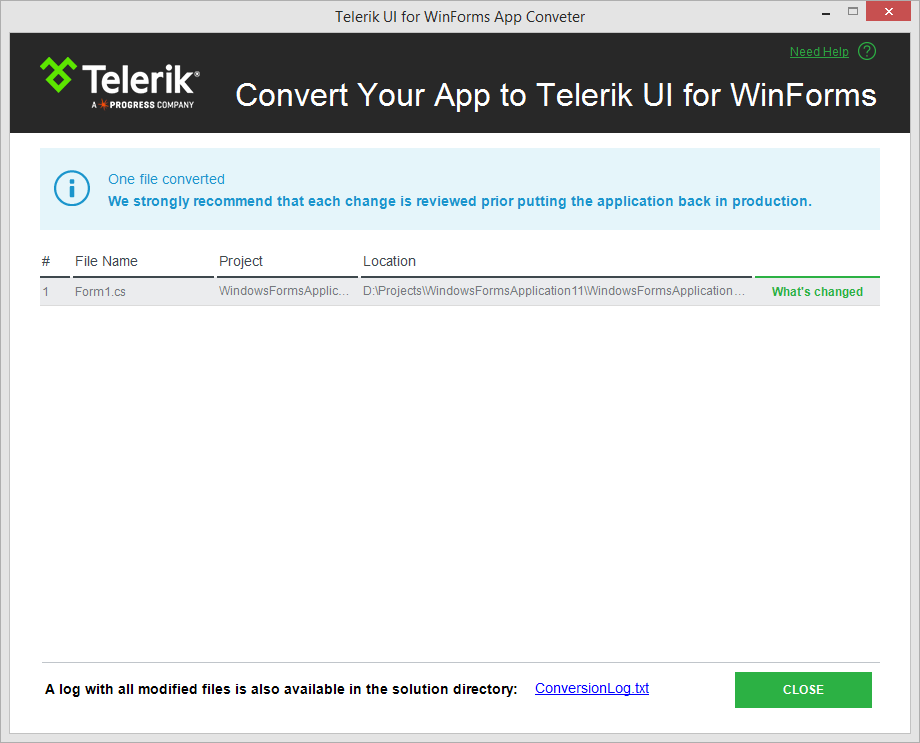 Telerik UI for WinForms App Conveter
Need Help ?
Telerik®
A PROGRESS COMPANY
Convert Your App to Telerik UI for WinForms
One file converted
We strongly recommend that each change is reviewed prior putting the application back in production.
# File Name Project Location
1 Form1.cs WindowsFormsApplic... D:\Projects\WindowsFormsApplication11\WindowsFormsApplication... What's changed
A log with all modified files is also available in the solution directory: ConversionLog.txt
CLOSE